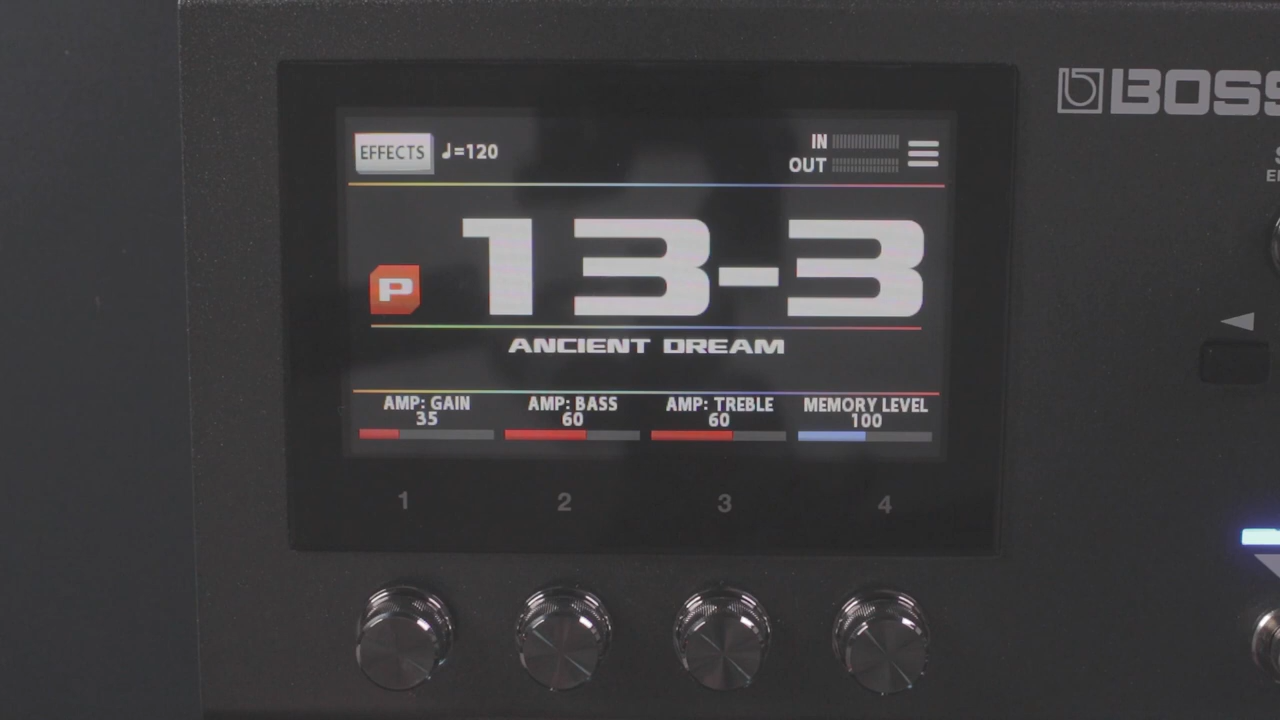 BOSS
EFFECTS ♩=120
IN
OUT
P 13-3
ANCIENT DREAM
AMP: GAIN AMP: BASS AMP: TREBLE MEMORY LEVEL
35 60 60 100
1 2 3 4